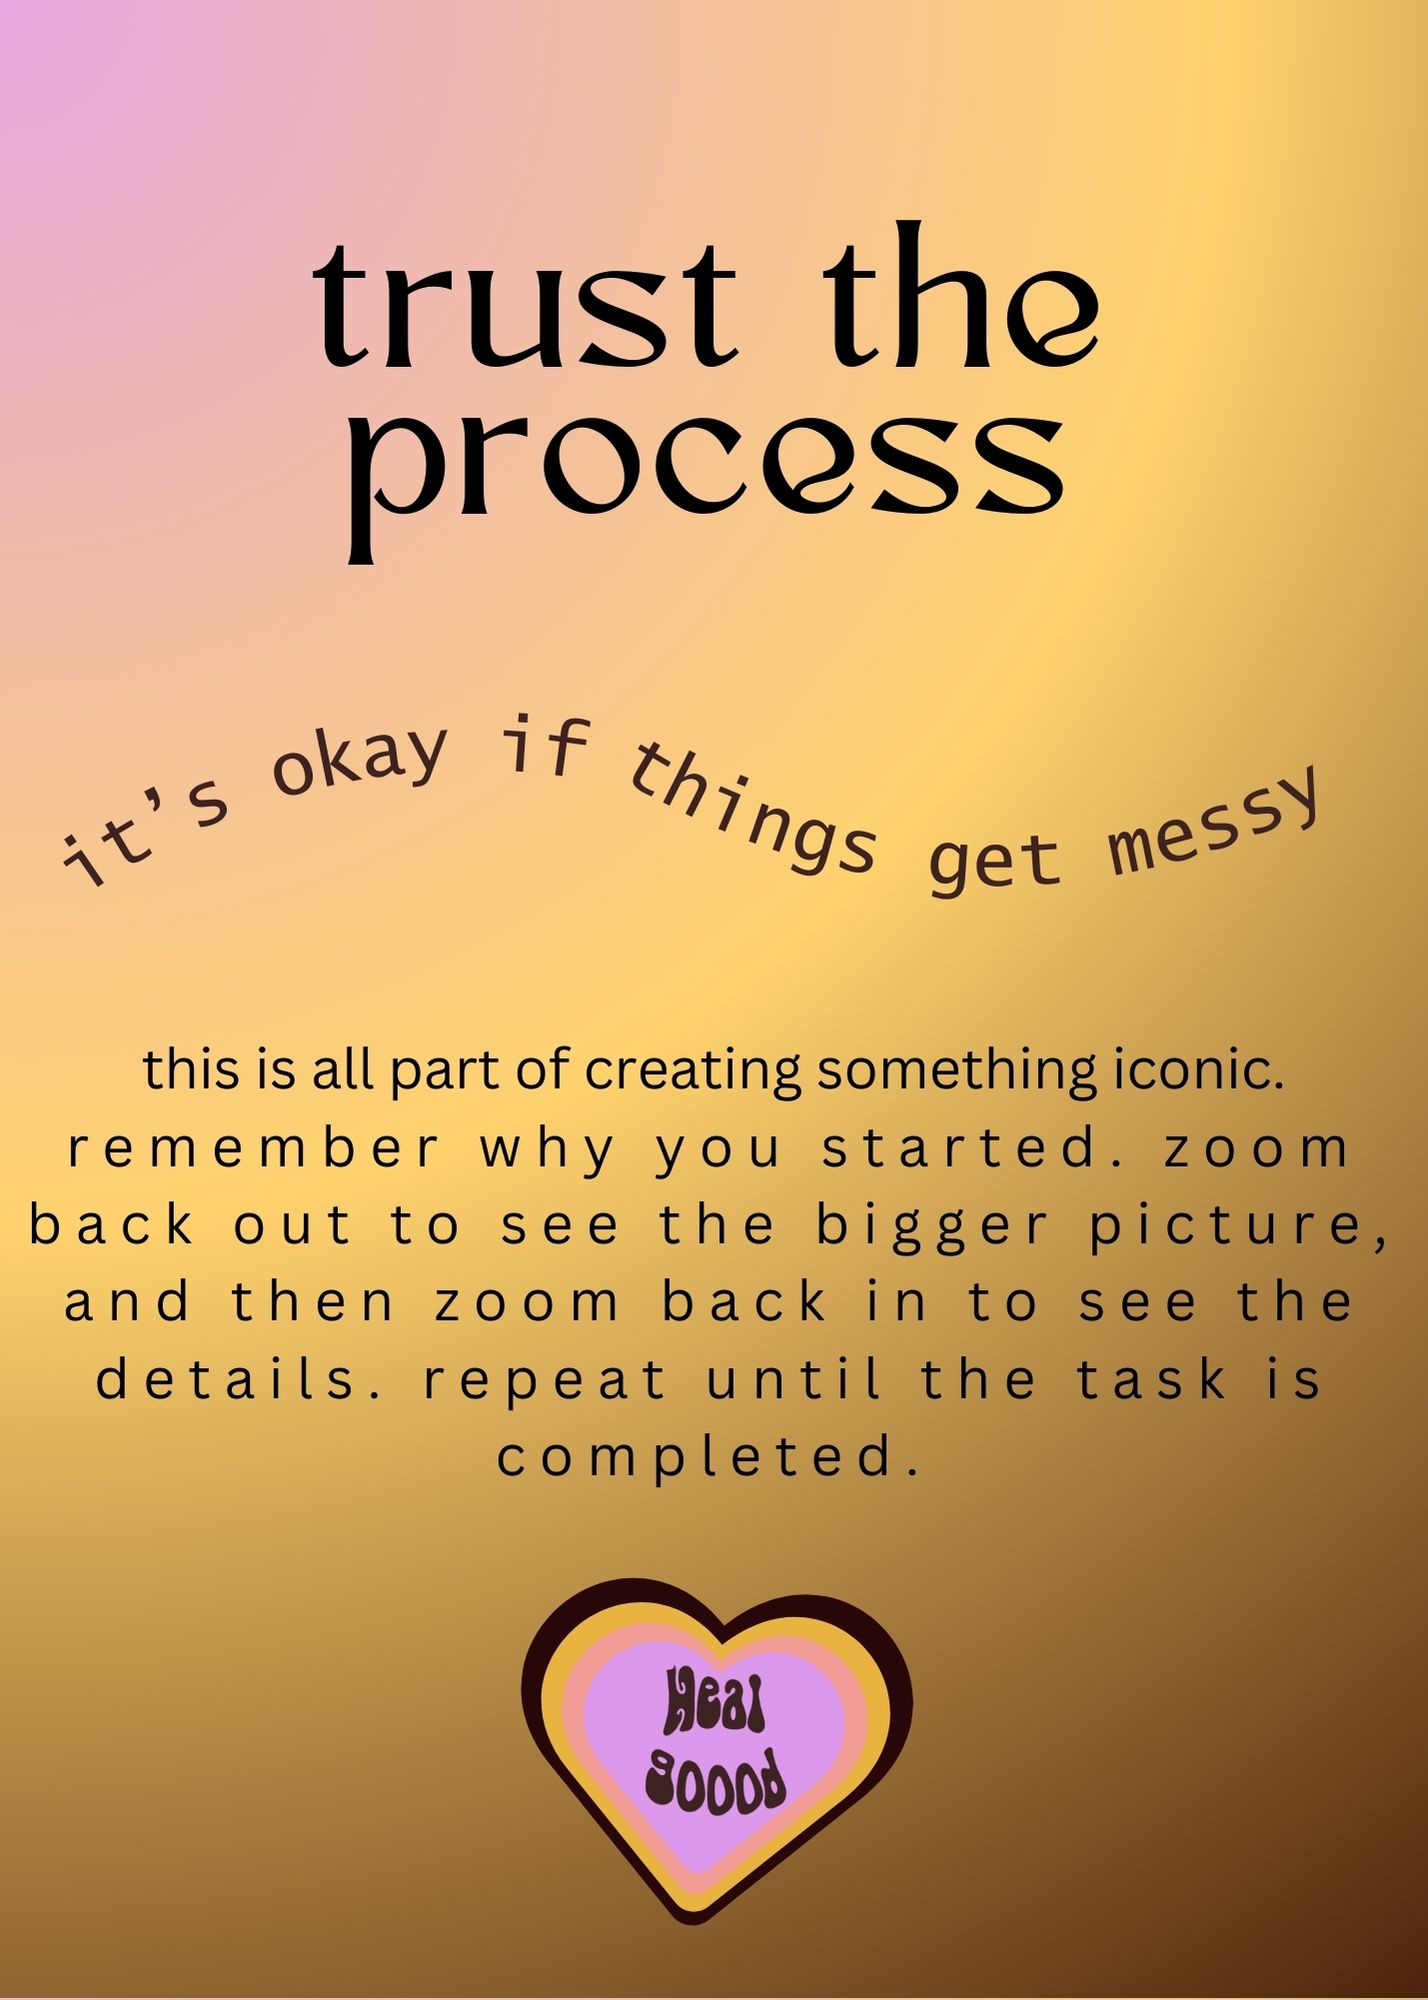 trust the
process
it’s okay if things get messy
this is all part of creating something iconic.
remember why you started. zoom
back out to see the bigger picture,
and then zoom back in to see the
details. repeat until the task is
completed.
Heal
goood